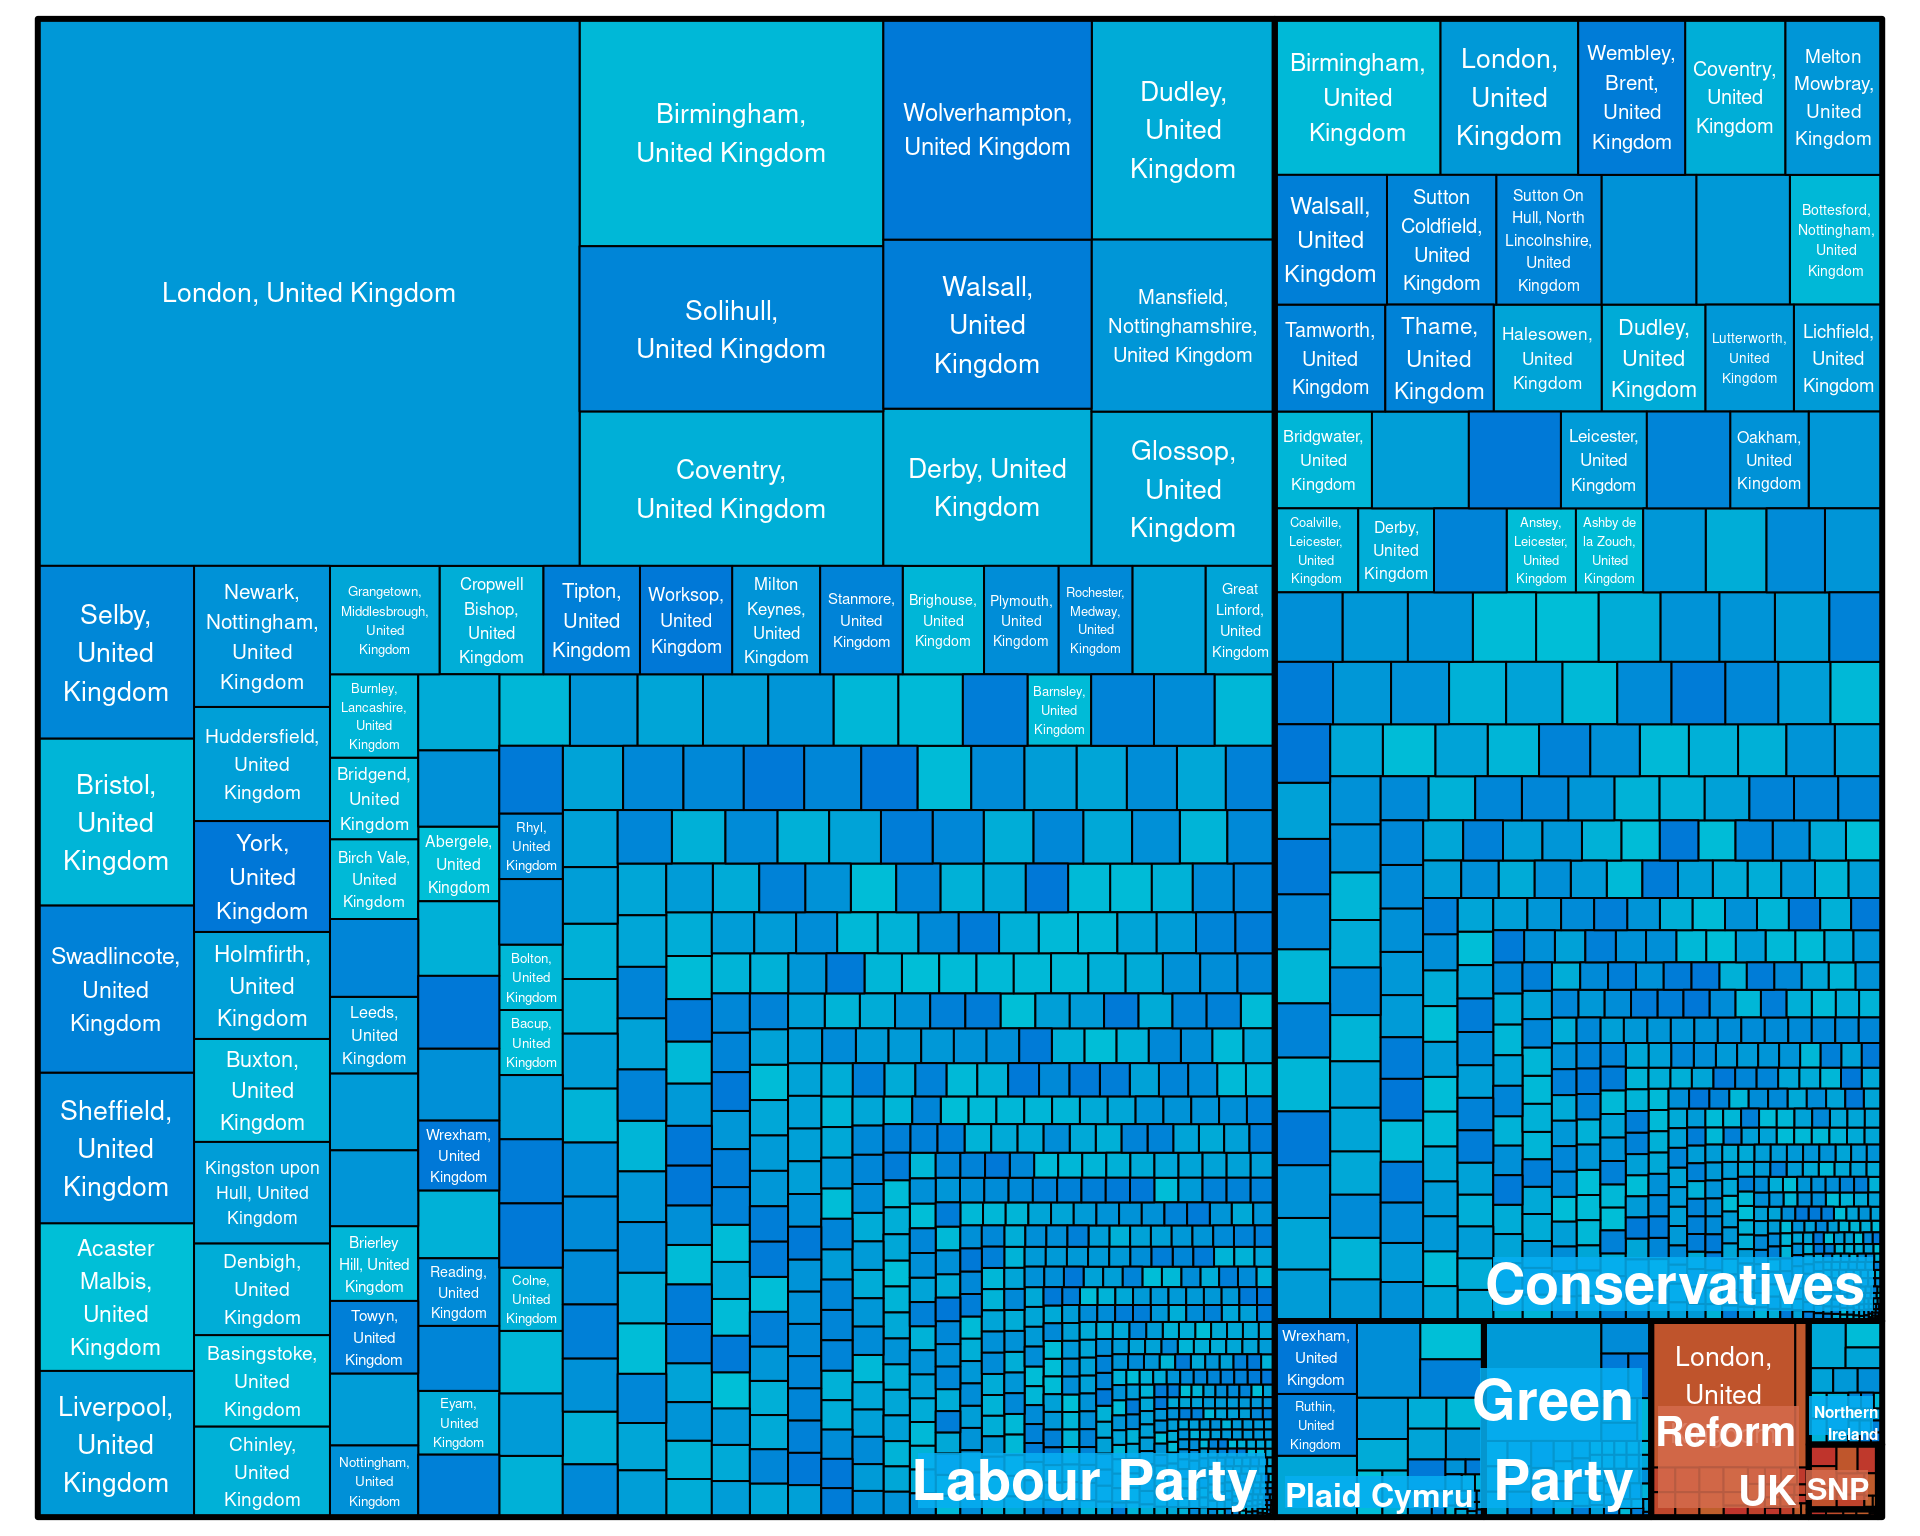 London, United Kingdom
Birmingham,
United Kingdom
Wolverhampton,
United Kingdom
Dudley,
United
Kingdom
Solihull,
United Kingdom
Walsall,
United
Kingdom
Mansfield,
Nottinghamshire,
United Kingdom
Coventry,
United Kingdom
Derby, United
Kingdom
Glossop,
United
Kingdom
Selby,
United
Kingdom
Bristol,
United
Kingdom
Swadlincote,
United
Kingdom
Sheffield,
United
Kingdom
Acaster
Malbis,
United
Kingdom
Liverpool,
United
Kingdom
Newark,
Nottingham,
United
Kingdom
Huddersfield,
United
Kingdom
York,
United
Kingdom
Holmfirth,
United
Kingdom
Buxton,
United
Kingdom
Kingston upon
Hull, United
Kingdom
Denbigh,
United
Kingdom
Basingstoke,
United
Kingdom
Chinley,
United
Kingdom
Grangetown,
Middlesbrough,
United
Kingdom
Cropwell
Bishop,
United
Kingdom
Tipton,
United
Kingdom
Worksop,
United
Kingdom
Milton
Keynes,
United
Kingdom
Stanmore,
United
Kingdom
Brighouse,
United
Kingdom
Plymouth,
United
Kingdom
Rochester,
Medway,
United
Kingdom
Great
Linford,
United
Kingdom
Burnley,
Lancashire,
United
Kingdom
Bridgend,
United
Kingdom
Birch Vale,
United
Kingdom
Leeds,
United
Kingdom
Brierley
Hill, United
Kingdom
Towyn,
United
Kingdom
Nottingham,
United
Kingdom
Abergele,
United
Kingdom
Wrexham,
United
Kingdom
Reading,
United
Kingdom
Eyam,
United
Kingdom
Barnsley,
United
Kingdom
Rhyl,
United
Kingdom
Bolton,
United
Kingdom
Bacup,
United
Kingdom
Colne,
United
Kingdom
Labour Party
Birmingham,
United
Kingdom
London,
United
Kingdom
Wembley,
Brent,
United
Kingdom
Coventry,
United
Kingdom
Melton
Mowbray,
United
Kingdom
Walsall,
United
Kingdom
Sutton
Coldfield,
United
Kingdom
Sutton On
Hull, North
Lincolnshire,
United
Kingdom
Bottesford,
Nottingham,
United
Kingdom
Tamworth,
United
Kingdom
Thame,
United
Kingdom
Halesowen,
United
Kingdom
Dudley,
United
Kingdom
Lutterworth,
United
Kingdom
Lichfield,
United
Kingdom
Bridgwater,
United
Kingdom
Leicester,
United
Kingdom
Oakham,
United
Kingdom
Coalville,
Leicester,
United
Kingdom
Derby,
United
Kingdom
Anstey,
Leicester,
United
Kingdom
Ashby de
la Zouch,
United
Kingdom
Conservatives
Wrexham,
United
Kingdom
Ruthin,
United
Kingdom
Plaid Cymru
Green
Party
London,
United
Reform
UK
Northern
Ireland
SNP